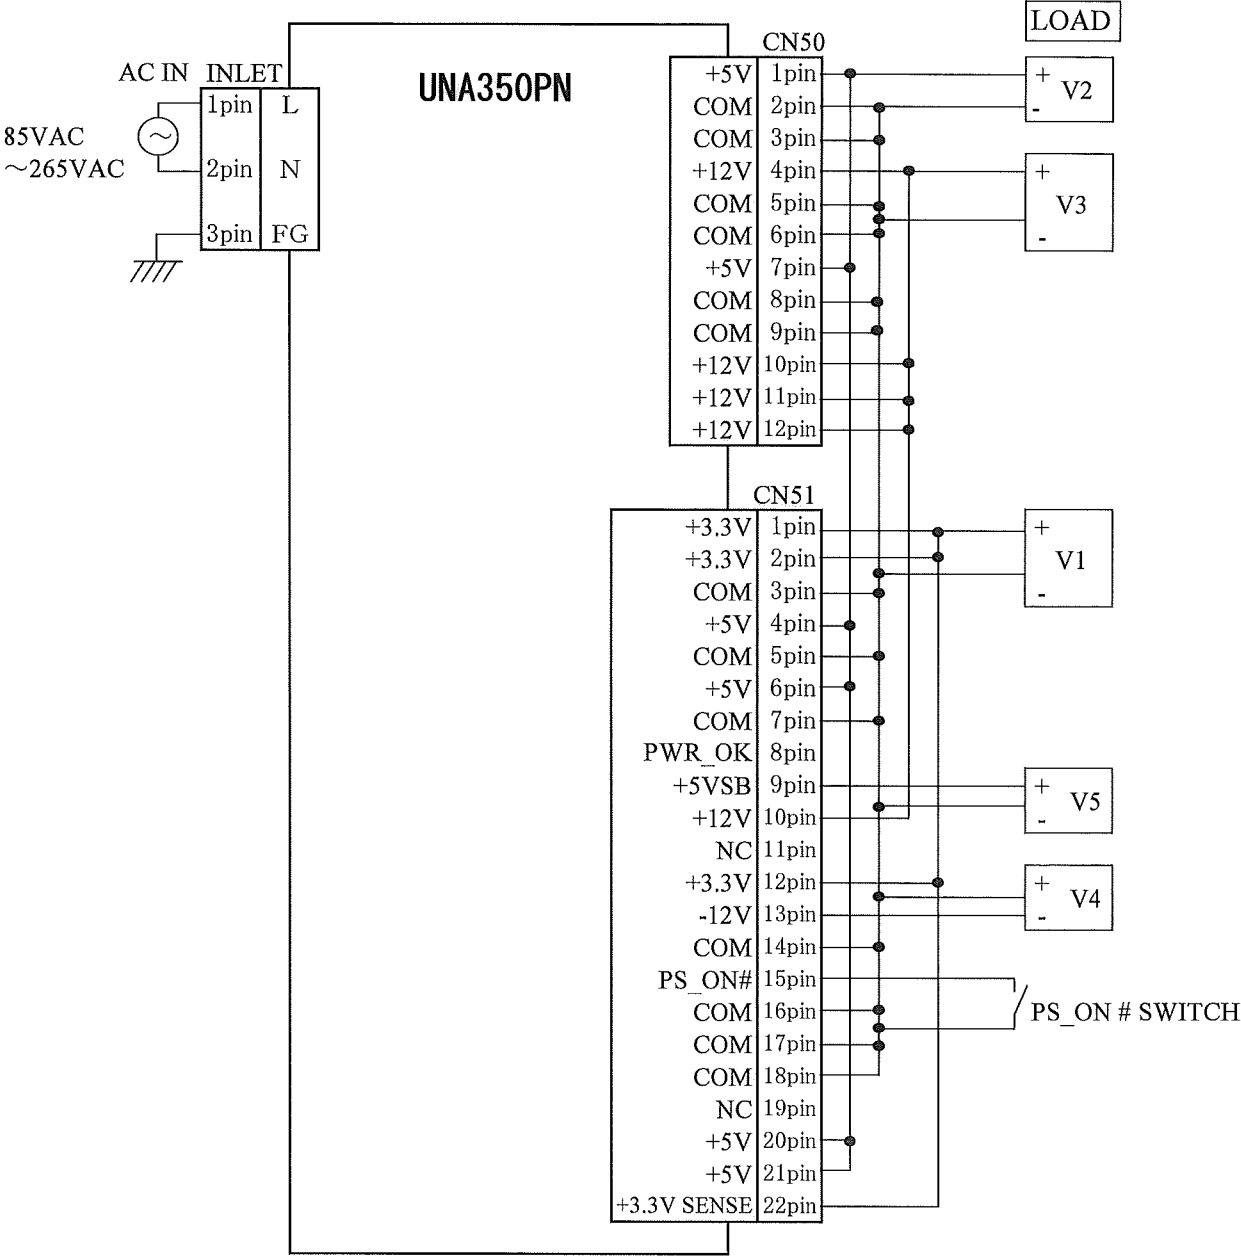 LOAD
UNA350PN
AC IN INLET
1pin L
2pin N
3pin FG
85VAC
~265VAC
CN50
+5V 1pin
COM 2pin
COM 3pin
+12V 4pin
COM 5pin
COM 6pin
+5V 7pin
COM 8pin
COM 9pin
+12V 10pin
+12V 11pin
+12V 12pin
+ V2
-
+ V3
-
CN51
+3.3V 1pin
+3.3V 2pin
COM 3pin
+5V 4pin
COM 5pin
+5V 6pin
COM 7pin
PWR_OK 8pin
+5VSB 9pin
+12V 10pin
NC 11pin
+3.3V 12pin
-12V 13pin
COM 14pin
PS_ON# 15pin
COM 16pin
COM 17pin
COM 18pin
NC 19pin
+5V 20pin
+5V 21pin
+3.3V SENSE 22pin
+ V1
-
+ V5
-
+ V4
-
PS_ON # SWITCH